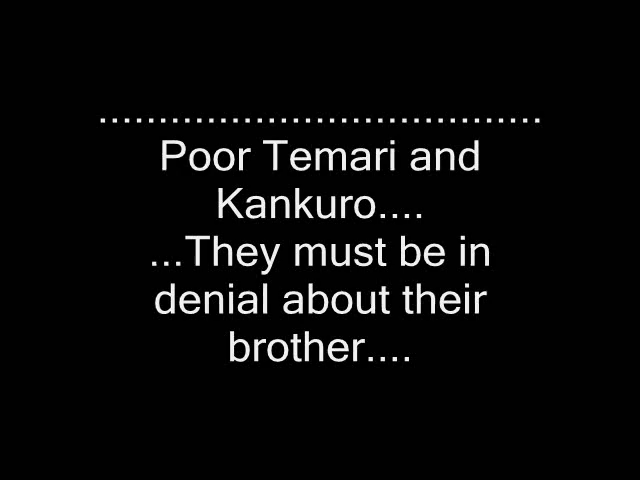 .....................................
Poor Temari and
Kankuro....
...They must be in
denial about their
brother....